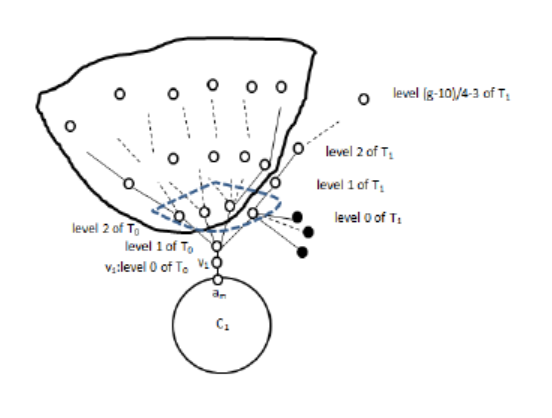 level (g-10)/4-3 of T₁
level 2 of T₁
level 1 of T₁
level 0 of T₁
level 2 of T₀
level 1 of T₀
v₁:level 0 of T₀
v₁
aₘ
C₁